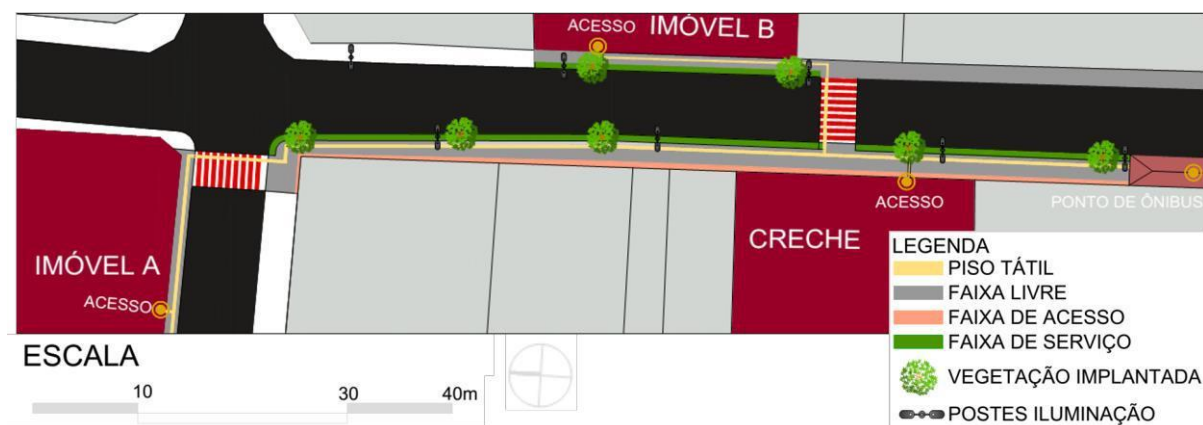 ACESSO IMÓVEL B
ACESSO
PONTO DE ÔNIBUS
CRECHE
IMÓVEL A
ACESSO
LEGENDA
PISO TÁTIL
FAIXA LIVRE
FAIXA DE ACESSO
FAIXA DE SERVIÇO
VEGETAÇÃO IMPLANTADA
POSTES ILUMINAÇÃO
ESCALA
10 30 40m